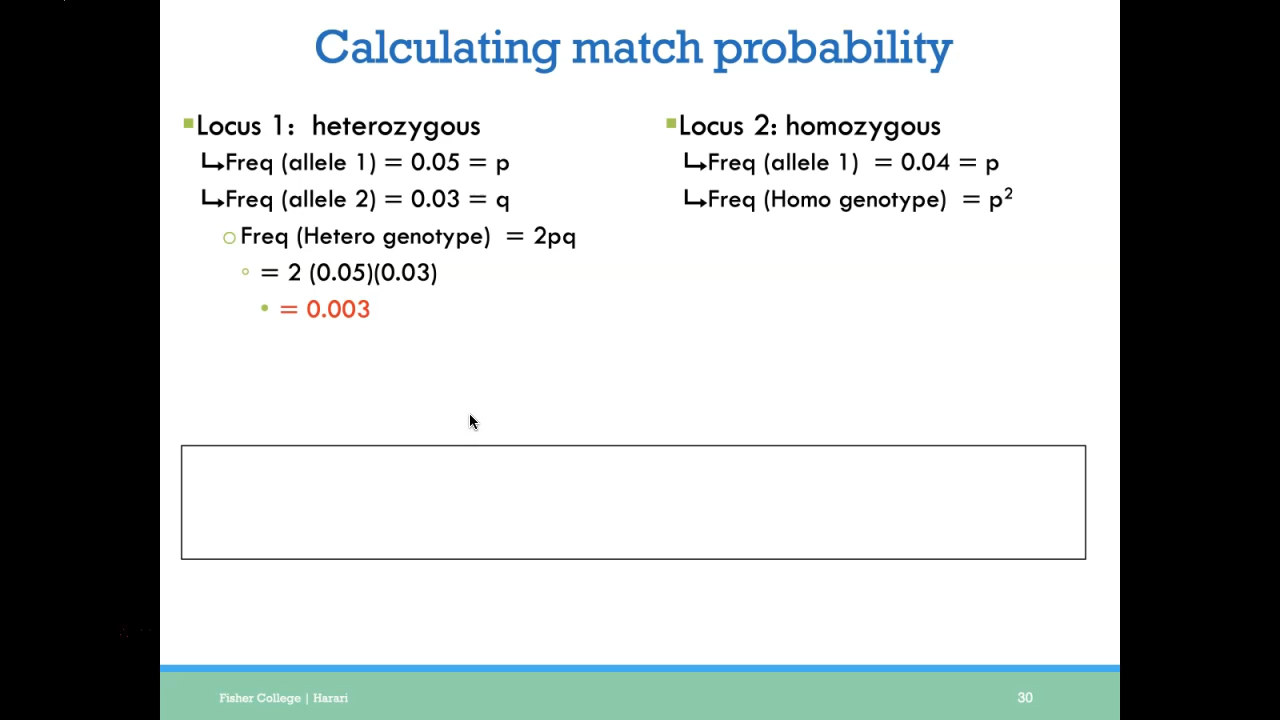 Calculating match probability
Locus 1: heterozygous
Freq (allele 1) = 0.05 = p
Freq (allele 2) = 0.03 = q
Freq (Hetero genotype) = 2pq
= 2 (0.05)(0.03)
= 0.003
Locus 2: homozygous
Freq (allele 1) = 0.04 = p
Freq (Homo genotype) = p²
Fisher College | Harari
30